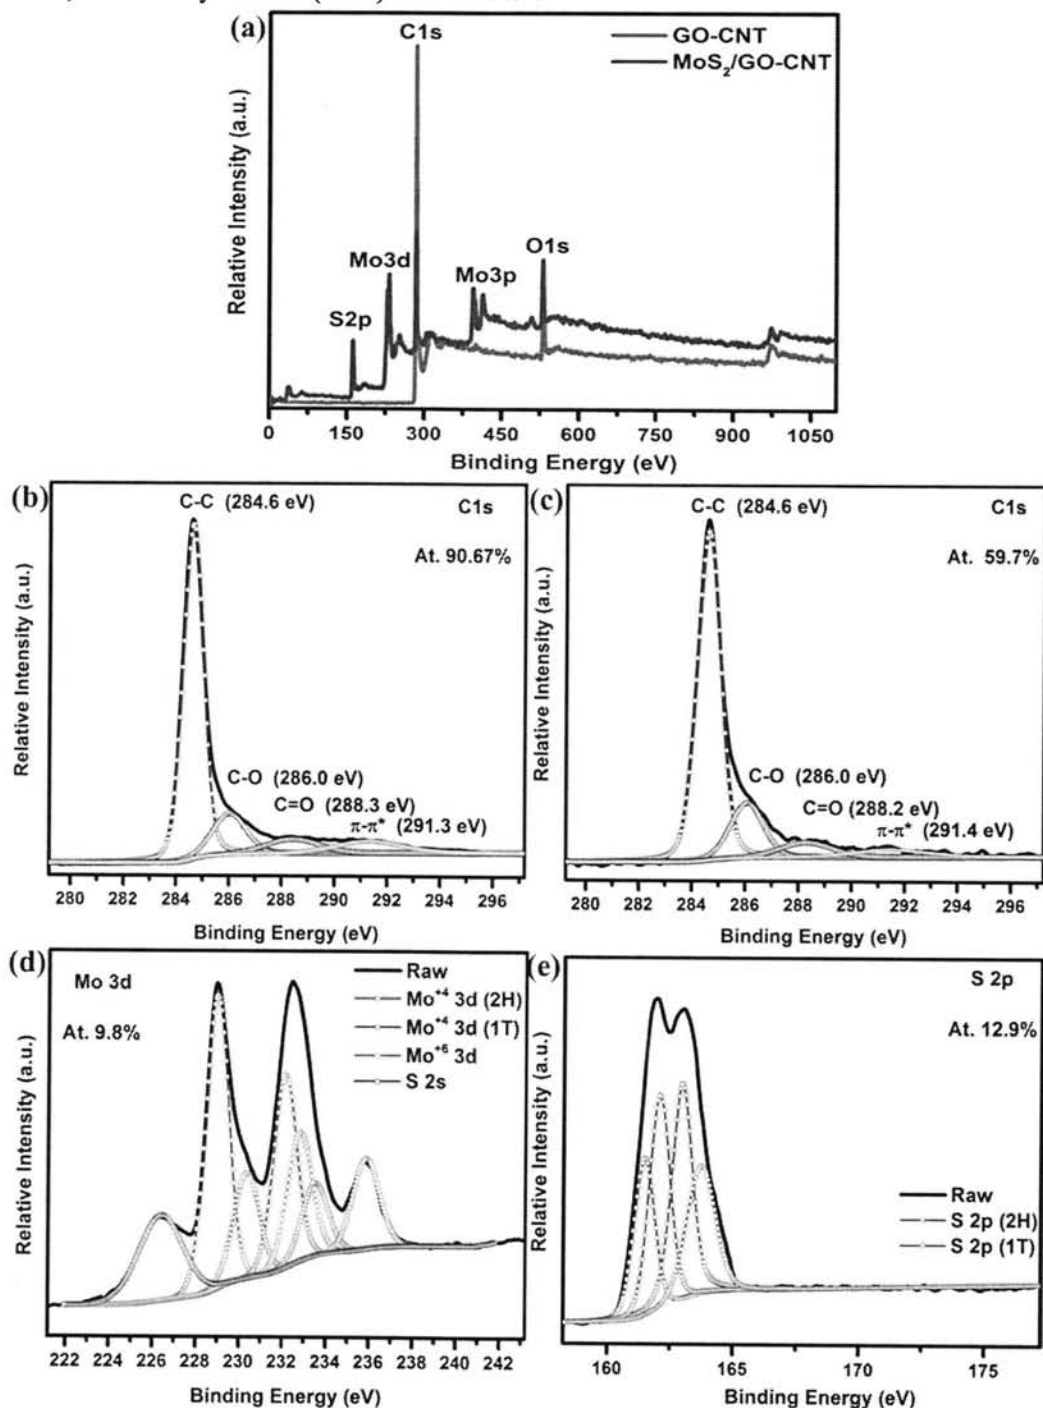 (a)
C1s
GO-CNT
MoS2/GO-CNT
Mo3d
S2p
Mo3p
O1s
Relative Intensity (a.u.)
0 150 300 450 600 750 900 1050
Binding Energy (eV)
(b)
C-C (284.6 eV)
C1s
At. 90.67%
C-O (286.0 eV)
C=O (288.3 eV)
π-π* (291.3 eV)
Relative Intensity (a.u.)
280 282 284 286 288 290 292 294 296
Binding Energy (eV)
(c)
C-C (284.6 eV)
C1s
At. 59.7%
C-O (286.0 eV)
C=O (288.2 eV)
π-π* (291.4 eV)
Relative Intensity (a.u.)
280 282 284 286 288 290 292 294 296
Binding Energy (eV)
(d)
Mo 3d
At. 9.8%
Raw
Mo+4 3d (2H)
Mo+4 3d (1T)
Mo+6 3d
S 2s
Relative Intensity (a.u.)
222 224 226 228 230 232 234 236 238 240 242
Binding Energy (eV)
(e)
S 2p
At. 12.9%
Raw
S 2p (2H)
S 2p (1T)
Relative Intensity (a.u.)
160 165 170 175
Binding Energy (eV)